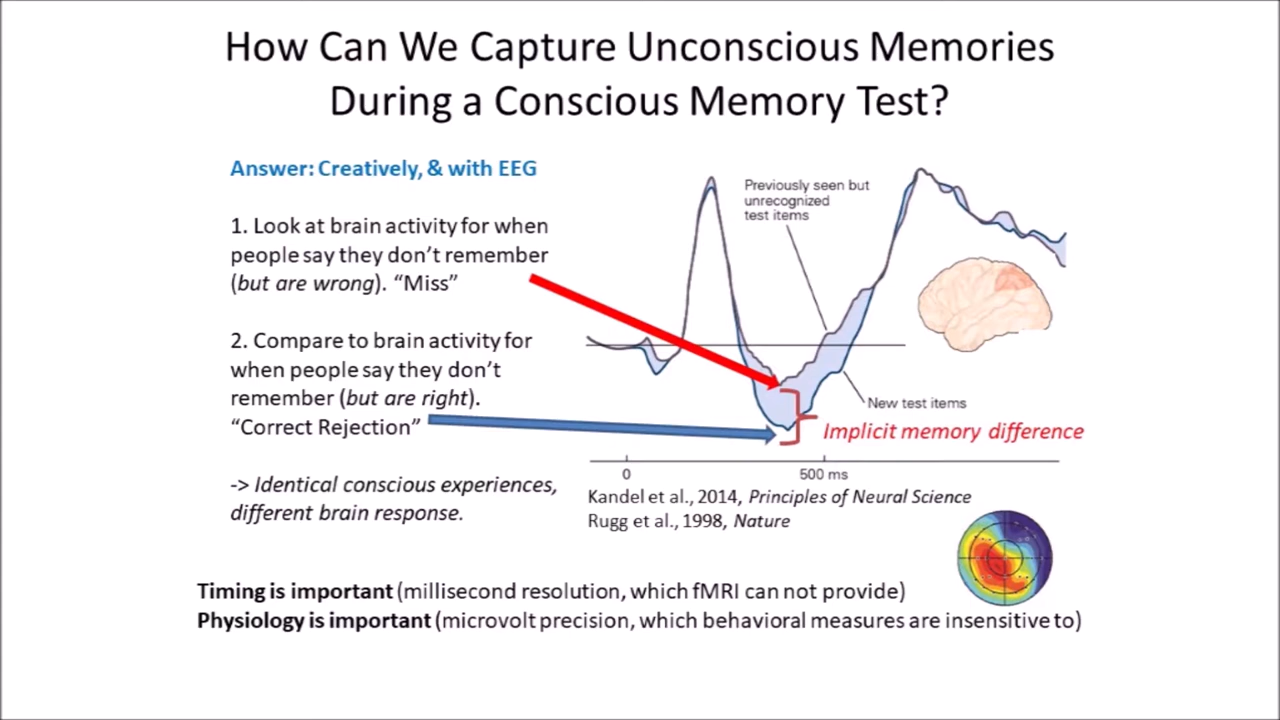 How Can We Capture Unconscious Memories
During a Conscious Memory Test?
Answer: Creatively, & with EEG
1. Look at brain activity for when
people say they don't remember
(but are wrong). “Miss”
2. Compare to brain activity for
when people say they don't
remember (but are right).
“Correct Rejection”
-> Identical conscious experiences,
different brain response.
Previously seen but
unrecognized
test items
New test items
Implicit memory difference
0
500 ms
Kandel et al., 2014, Principles of Neural Science
Rugg et al., 1998, Nature
Timing is important (millisecond resolution, which fMRI can not provide)
Physiology is important (microvolt precision, which behavioral measures are insensitive to)